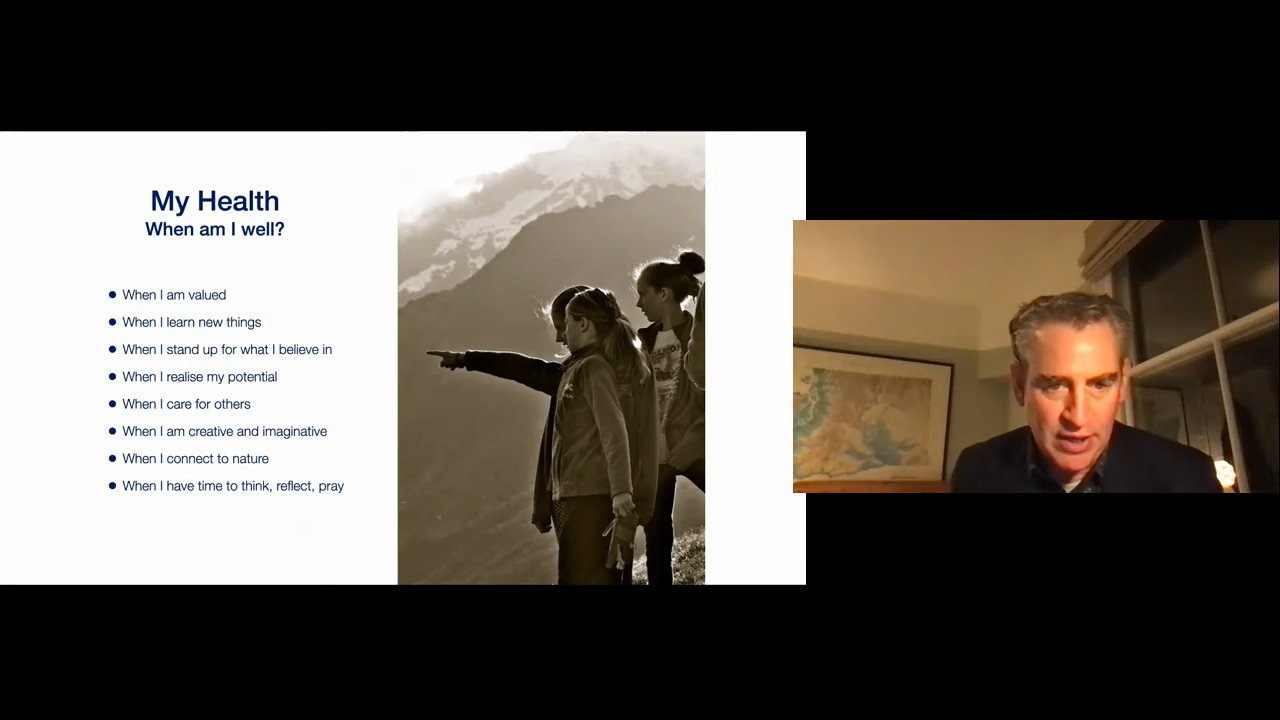 My Health
When am I well?
● When I am valued
● When I learn new things
● When I stand up for what I believe in
● When I realise my potential
● When I care for others
● When I am creative and imaginative
● When I connect to nature
● When I have time to think, reflect, pray